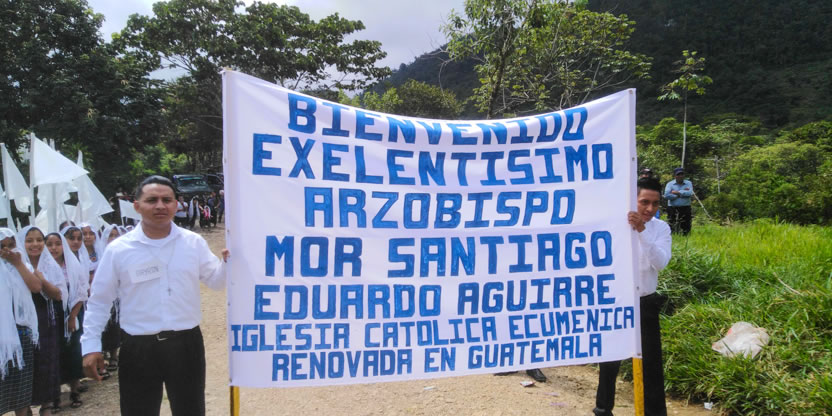 BIENVENIDO
EXELENTISIMO
ARZOBISPO
MOR SANTIAGO
EDUARDO AGUIRRE
IGLESIA CATOLICA ECUMENICA
RENOVADA EN GUATEMALA